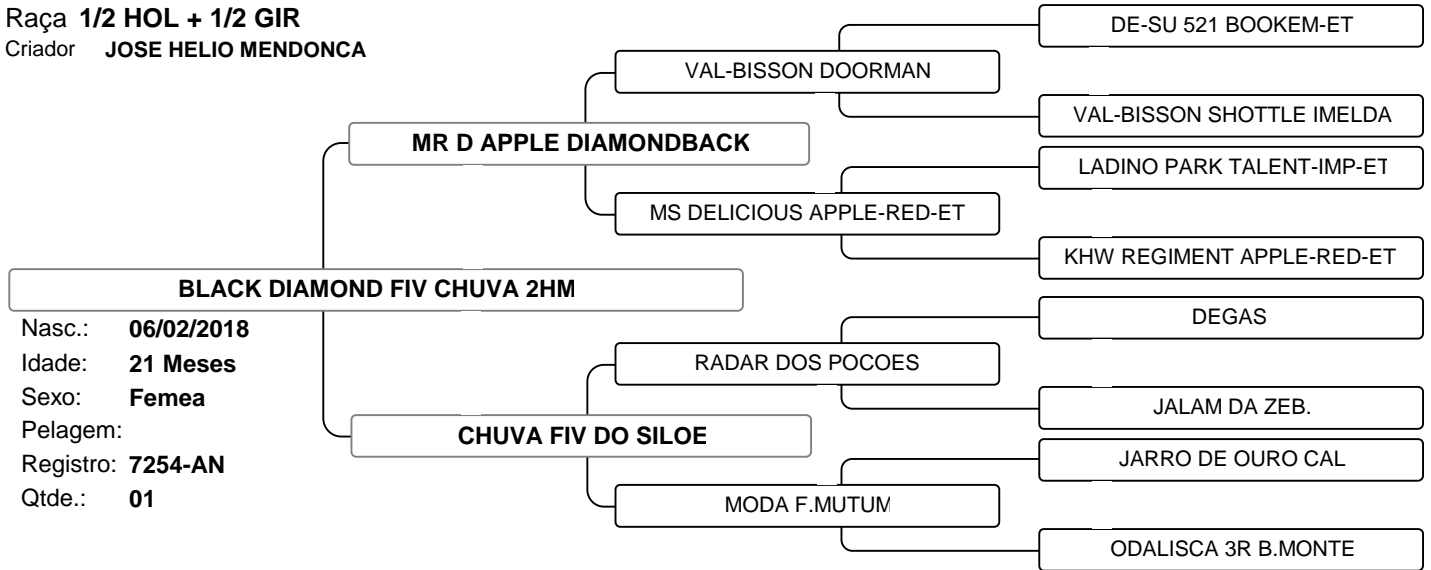 Raça 1/2 HOL + 1/2 GIR
Criador JOSE HELIO MENDONCA
DE-SU 521 BOOKEM-ET
VAL-BISSON DOORMAN
VAL-BISSON SHOTTLE IMELDA
MR D APPLE DIAMONDBACK
LADINO PARK TALENT-IMP-ET
MS DELICIOUS APPLE-RED-ET
KHW REGIMENT APPLE-RED-ET
BLACK DIAMOND FIV CHUVA 2HM
Nasc.: 06/02/2018
Idade: 21 Meses
Sexo: Femea
Pelagem:
Registro: 7254-AN
Qtde.: 01
DEGAS
RADAR DOS POCOES
JALAM DA ZEB.
CHUVA FIV DO SILOE
JARRO DE OURO CAL
MODA F.MUTUM
ODALISCA 3R B.MONTE